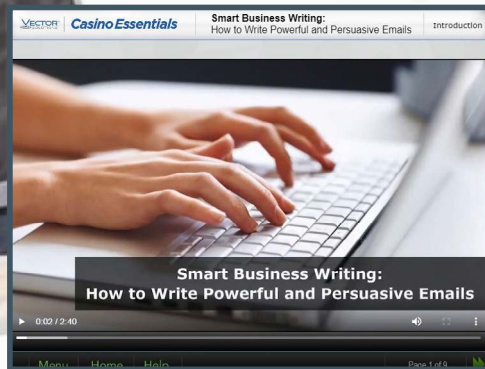 VECTOR Casino Essentials
Smart Business Writing:
How to Write Powerful and Persuasive Emails
Introduction
Smart Business Writing:
How to Write Powerful and Persuasive Emails
0:02 / 2:40
Menu Home Help Page 1 of 9